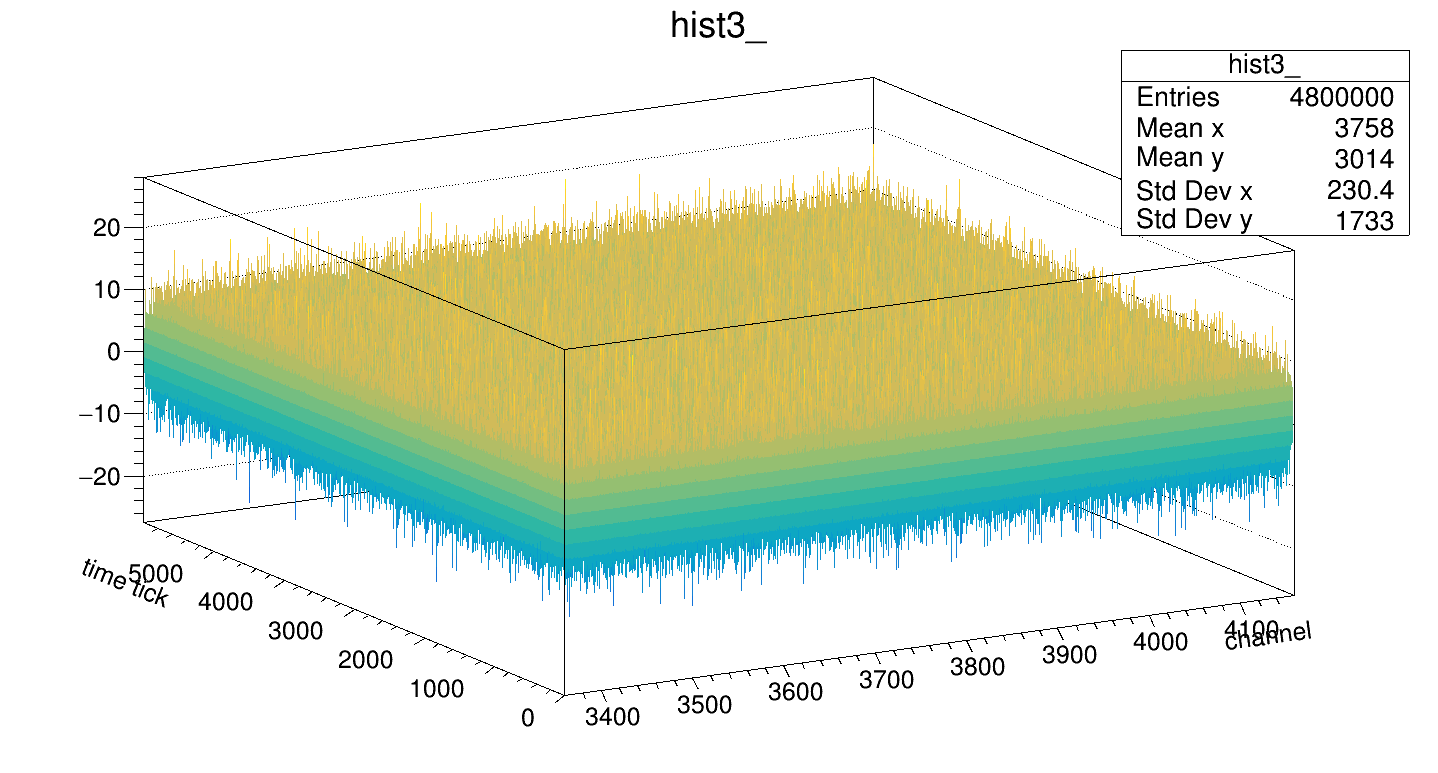 hist3_
hist3_
Entries 4800000
Mean x 3758
Mean y 3014
Std Dev x 230.4
Std Dev y 1733
20
10
0
−10
−20
time tick
5000
4000
3000
2000
1000
0
3400
3500
3600
3700
3800
3900
4000
4100
channel